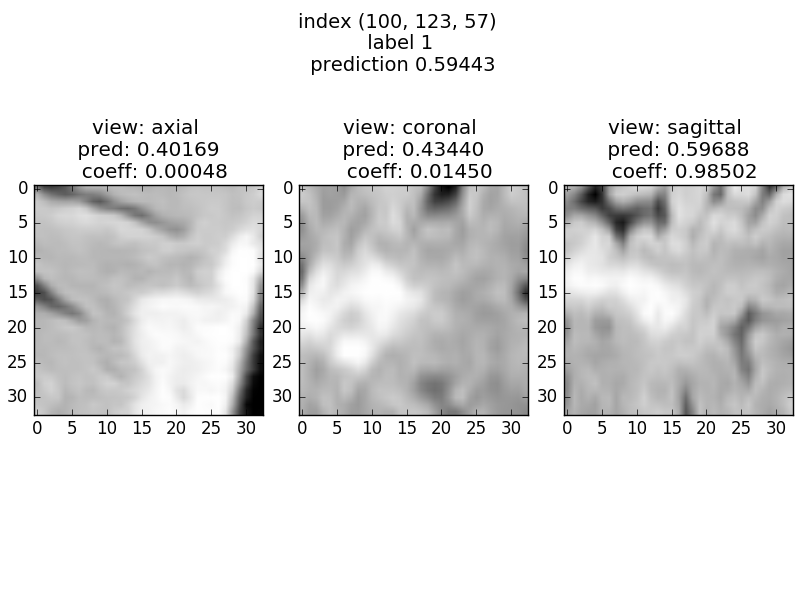 index (100, 123, 57)
label 1
prediction 0.59443
view: axial
pred: 0.40169
coeff: 0.00048
0
5
10
15
20
25
30
0 5 10 15 20 25 30
view: coronal
pred: 0.43440
coeff: 0.01450
0
5
10
15
20
25
30
0 5 10 15 20 25 30
view: sagittal
pred: 0.59688
coeff: 0.98502
0
5
10
15
20
25
30
0 5 10 15 20 25 30